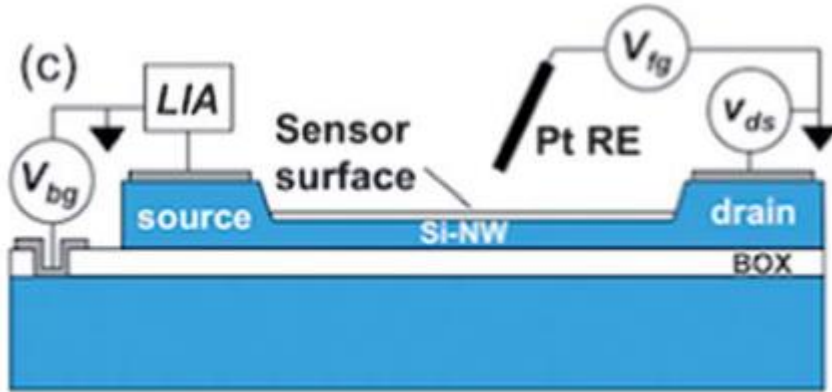 (c)
LIA
V_bg
Sensor
surface
Pt RE
V_fg
v_ds
source
Si-NW
drain
BOX